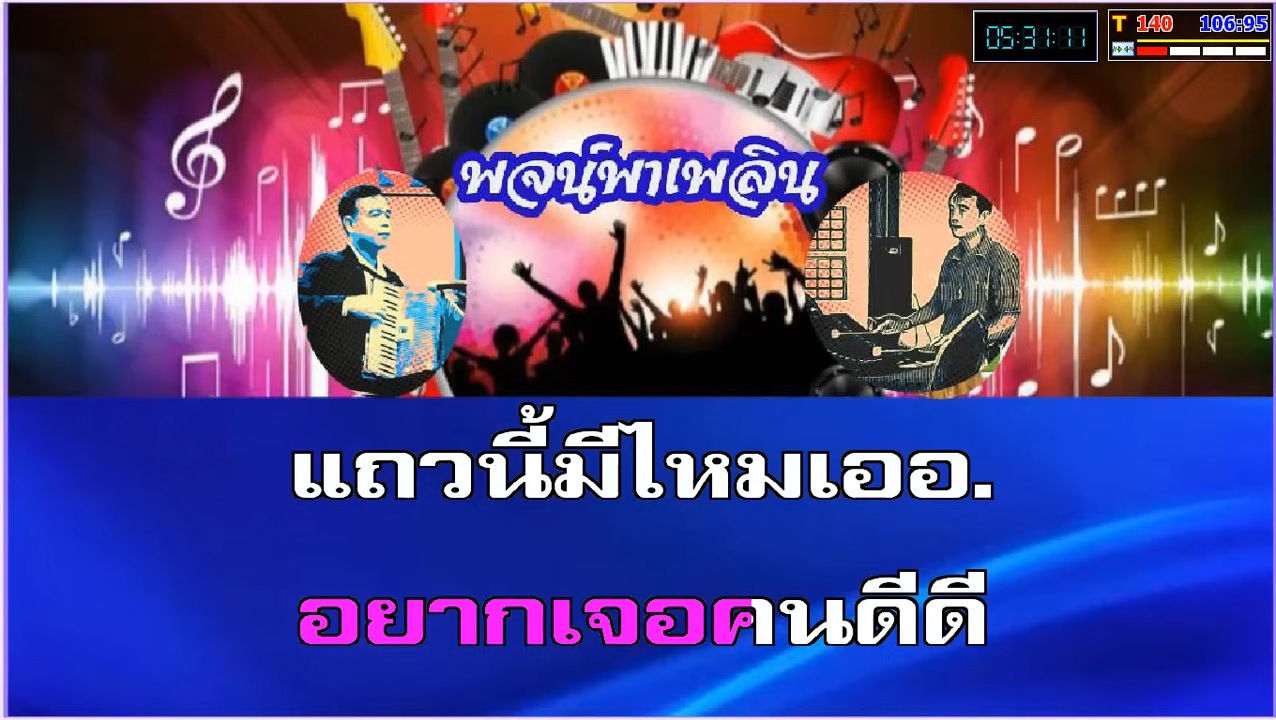 05:31:11
T 140 106:95
พจน์พาเพลิน
แถวนี้มีไหมเออ.
อยากเจอคนดีดี